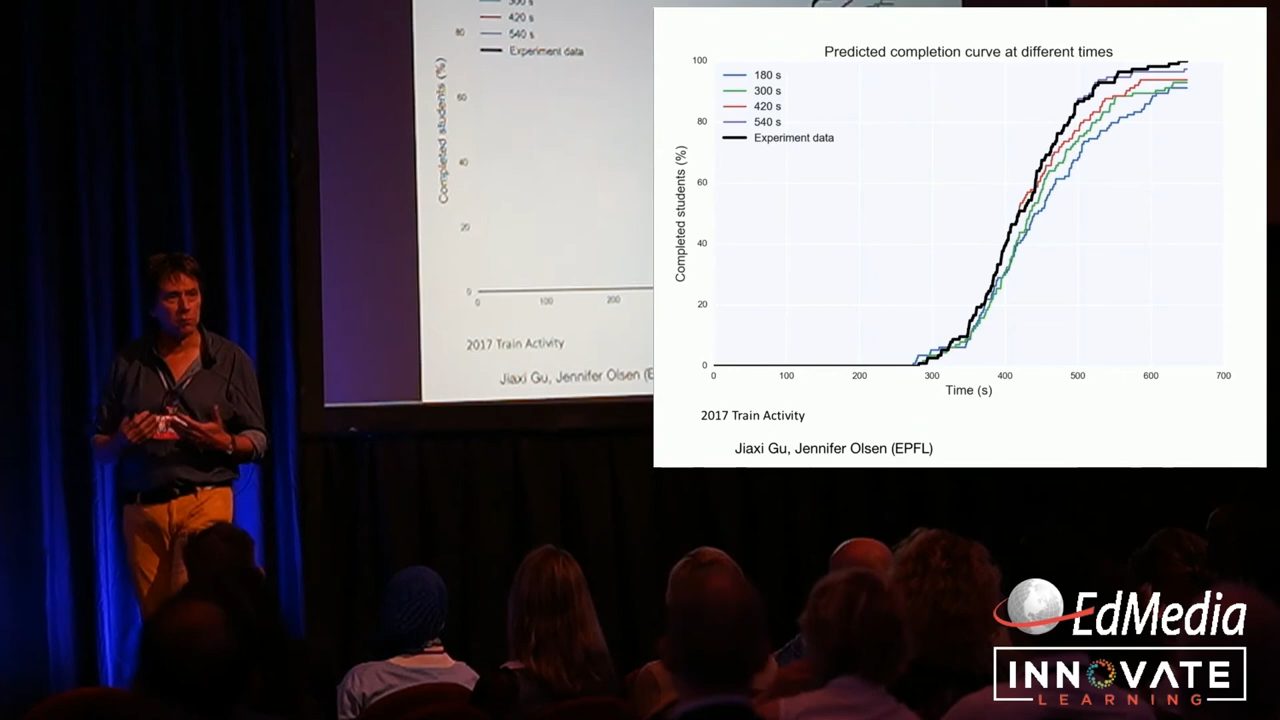 300 s
420 s
540 s
Experiment data
80
60
40
20
0
Completed students (%)
0
100
200
2017 Train Activity
Jiaxi Gu, Jennifer Olsen (E
Predicted completion curve at different times
100
80
60
40
20
0
180 s
300 s
420 s
540 s
Experiment data
Completed students (%)
0 100 200 300 400 500 600 700
Time (s)
2017 Train Activity
Jiaxi Gu, Jennifer Olsen (EPFL)
EdMedia
INNOVATE
LEARNING